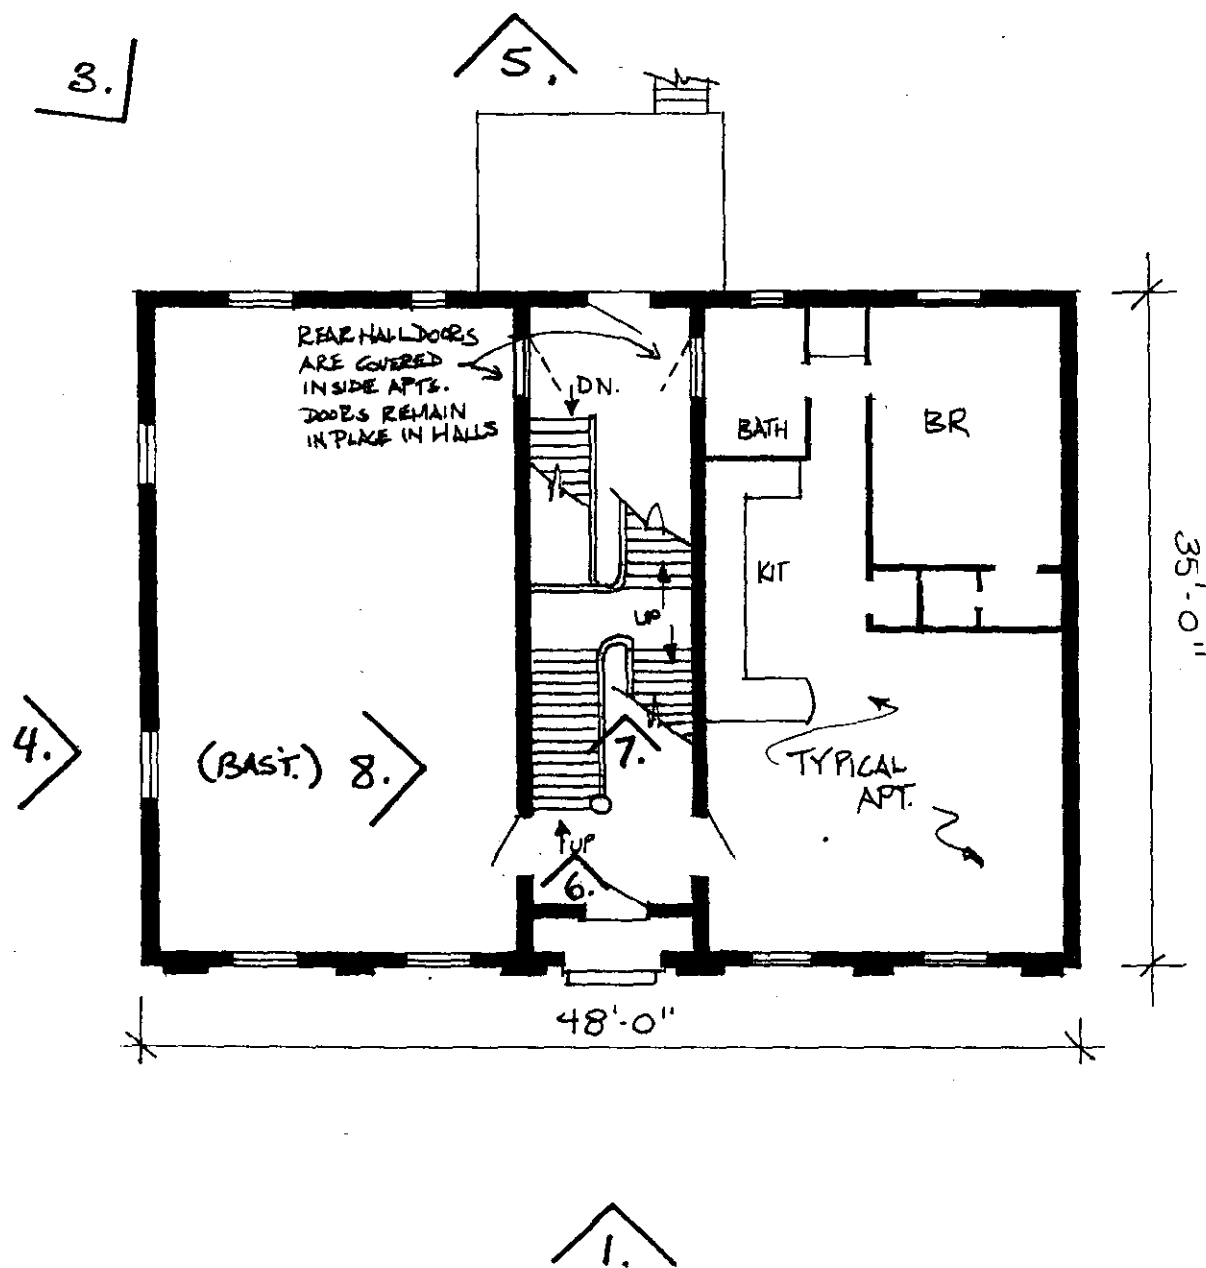 5.
3.
REAR HALL DOORS
ARE COVERED
INSIDE APTS.
DOORS REMAIN
IN PLACE IN HALLS
DN.
BATH
BR
KIT
35'-0"
UP
4.
(BAST.)
8.
7.
TYPICAL
APT.
UP
6.
48'-0"
1.